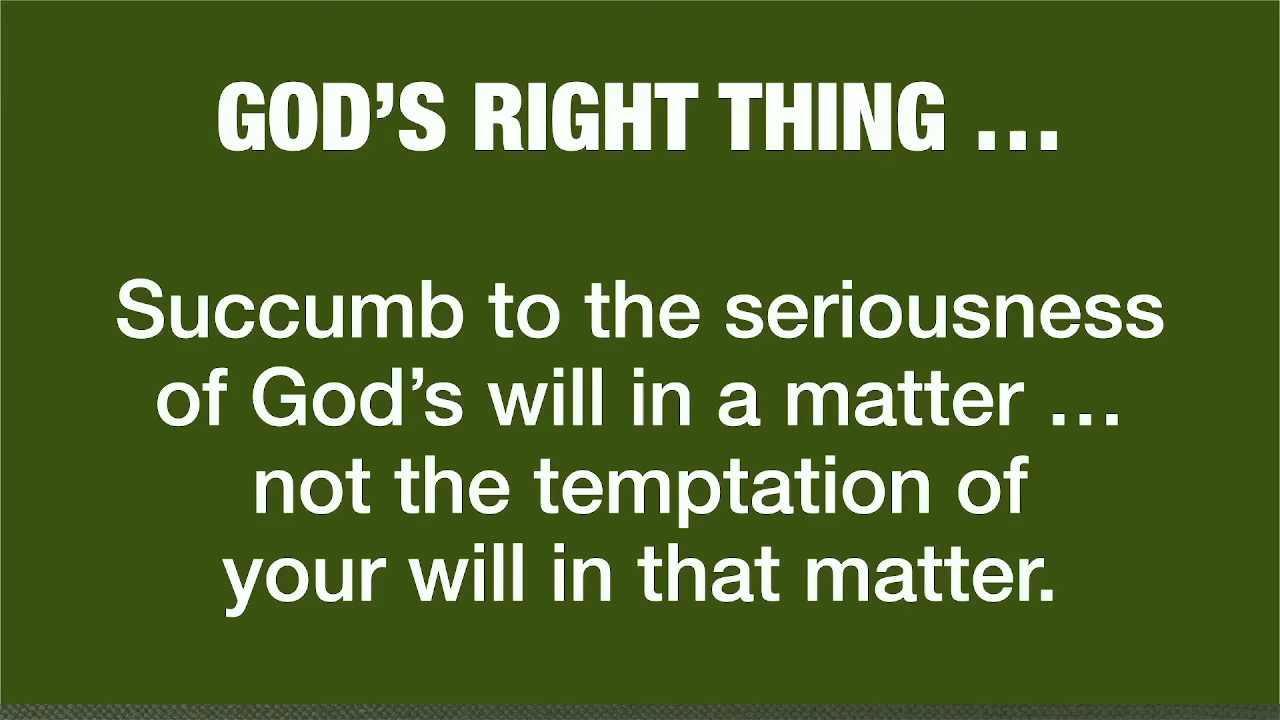 GOD’S RIGHT THING …
Succumb to the seriousness
of God’s will in a matter …
not the temptation of
your will in that matter.